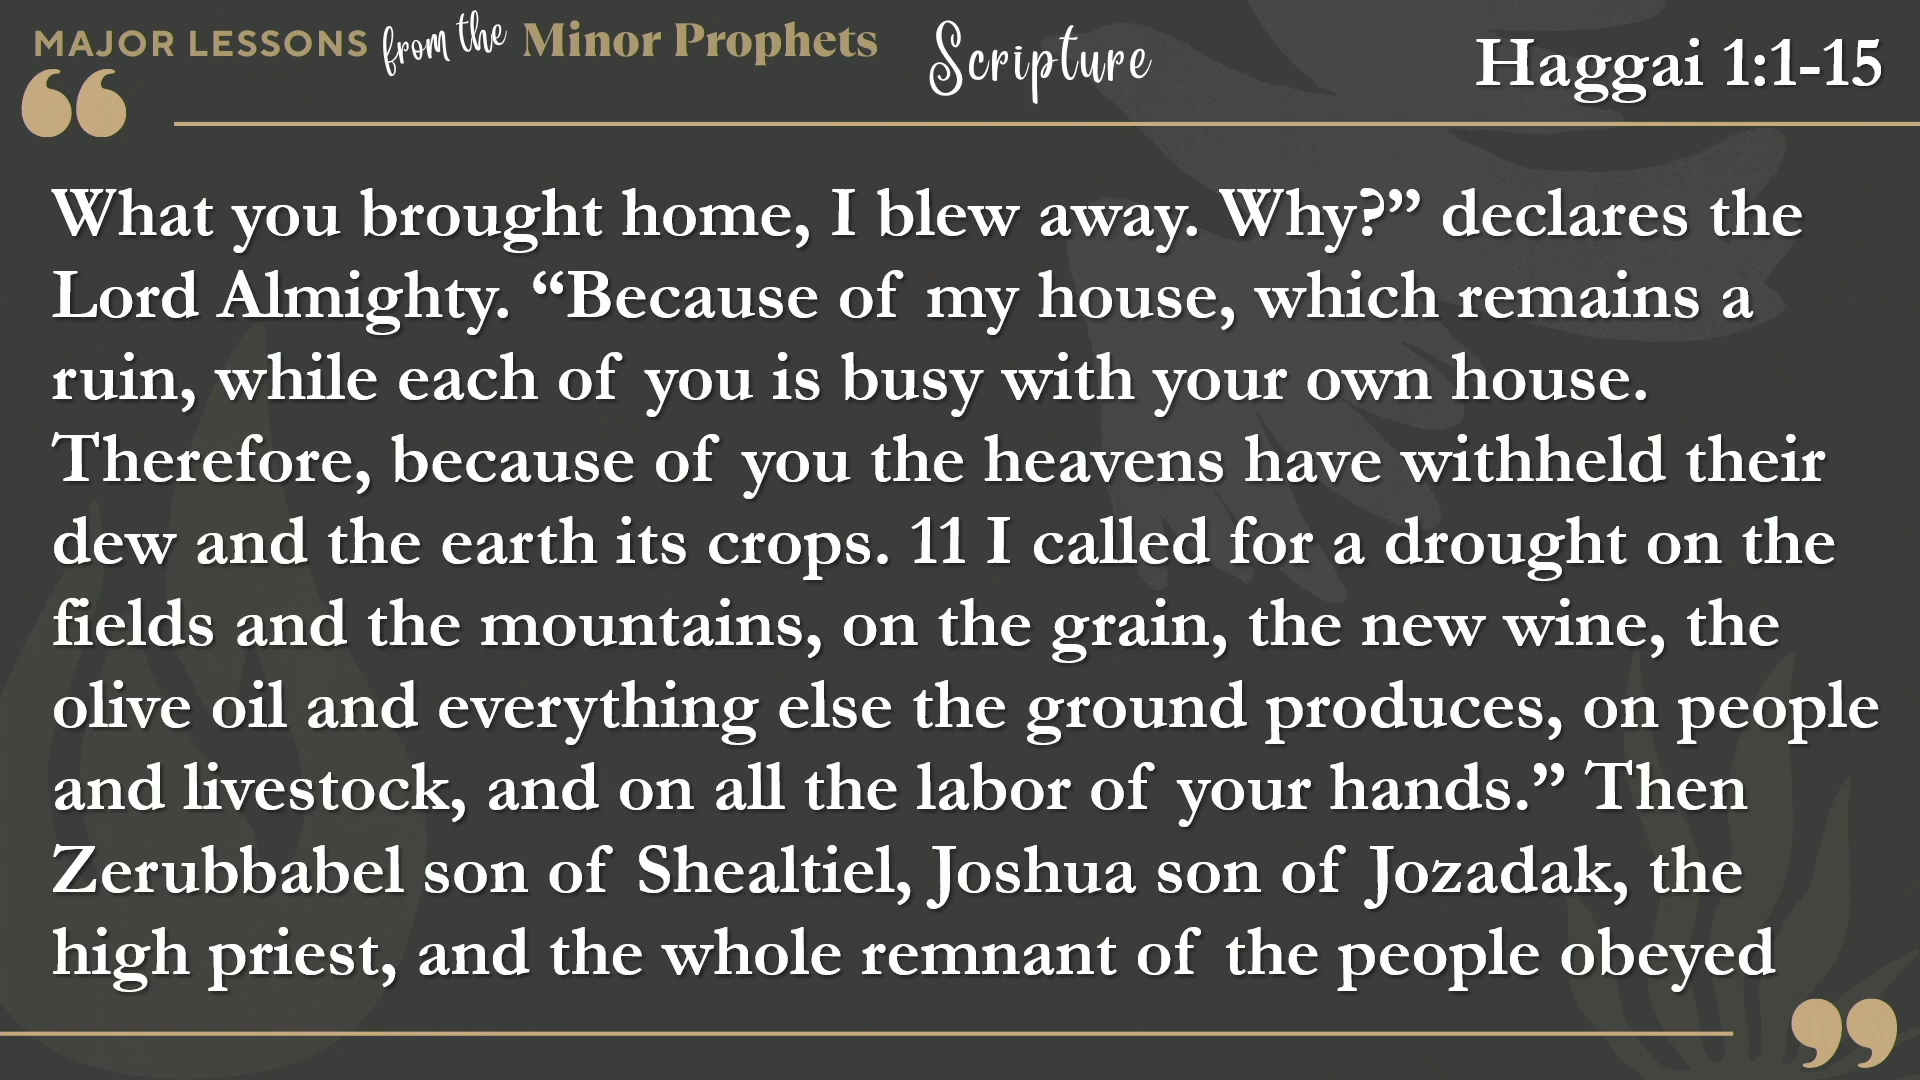 MAJOR LESSONS from the Minor Prophets Scripture Haggai 1:1-15
What you brought home, I blew away. Why?” declares the
Lord Almighty. “Because of my house, which remains a
ruin, while each of you is busy with your own house.
Therefore, because of you the heavens have withheld their
dew and the earth its crops. 11 I called for a drought on the
fields and the mountains, on the grain, the new wine, the
olive oil and everything else the ground produces, on people
and livestock, and on all the labor of your hands.” Then
Zerubbabel son of Shealtiel, Joshua son of Jozadak, the
high priest, and the whole remnant of the people obeyed